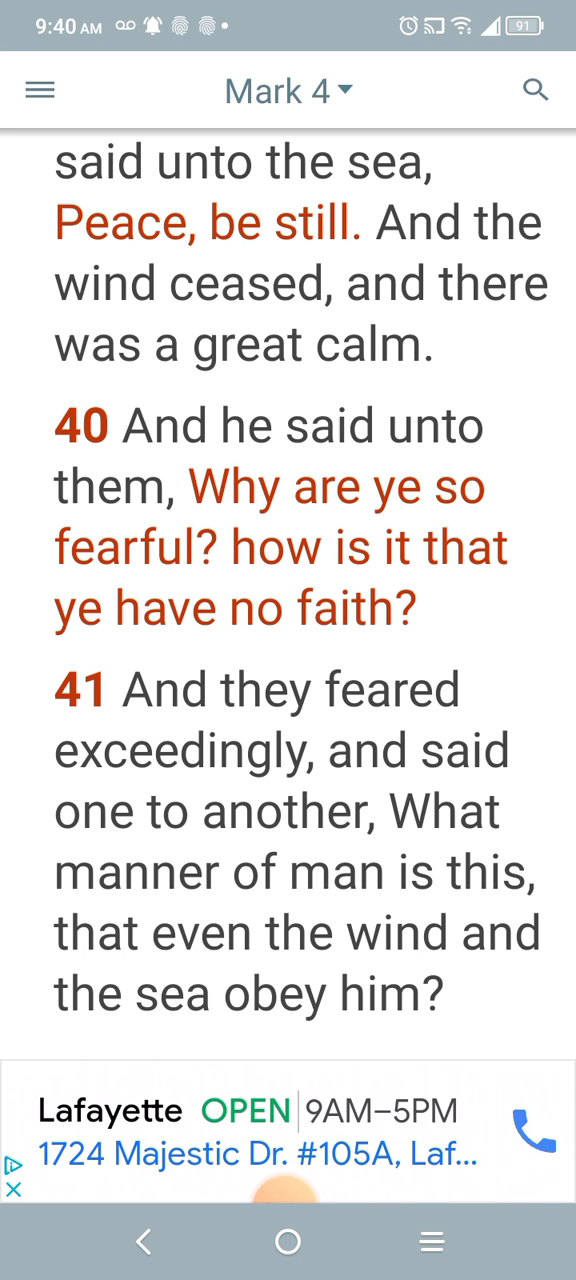 9:40 AM
91
Mark 4
said unto the sea,
Peace, be still. And the
wind ceased, and there
was a great calm.
40 And he said unto
them, Why are ye so
fearful? how is it that
ye have no faith?
41 And they feared
exceedingly, and said
one to another, What
manner of man is this,
that even the wind and
the sea obey him?
Lafayette OPEN 9AM–5PM
1724 Majestic Dr. #105A, Laf...